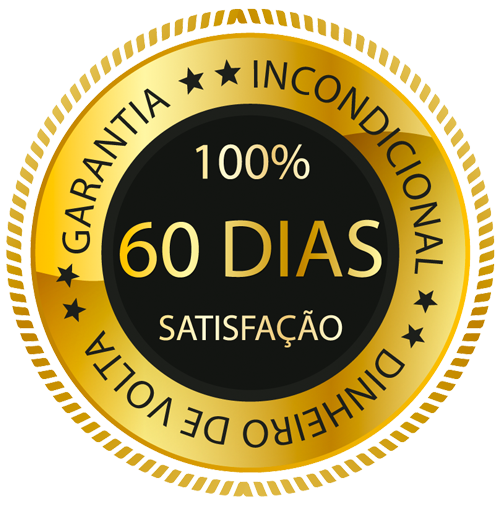 GARANTIA INCONDICIONAL
100%
60 DIAS
SATISFAÇÃO
DINHEIRO DE VOLTA